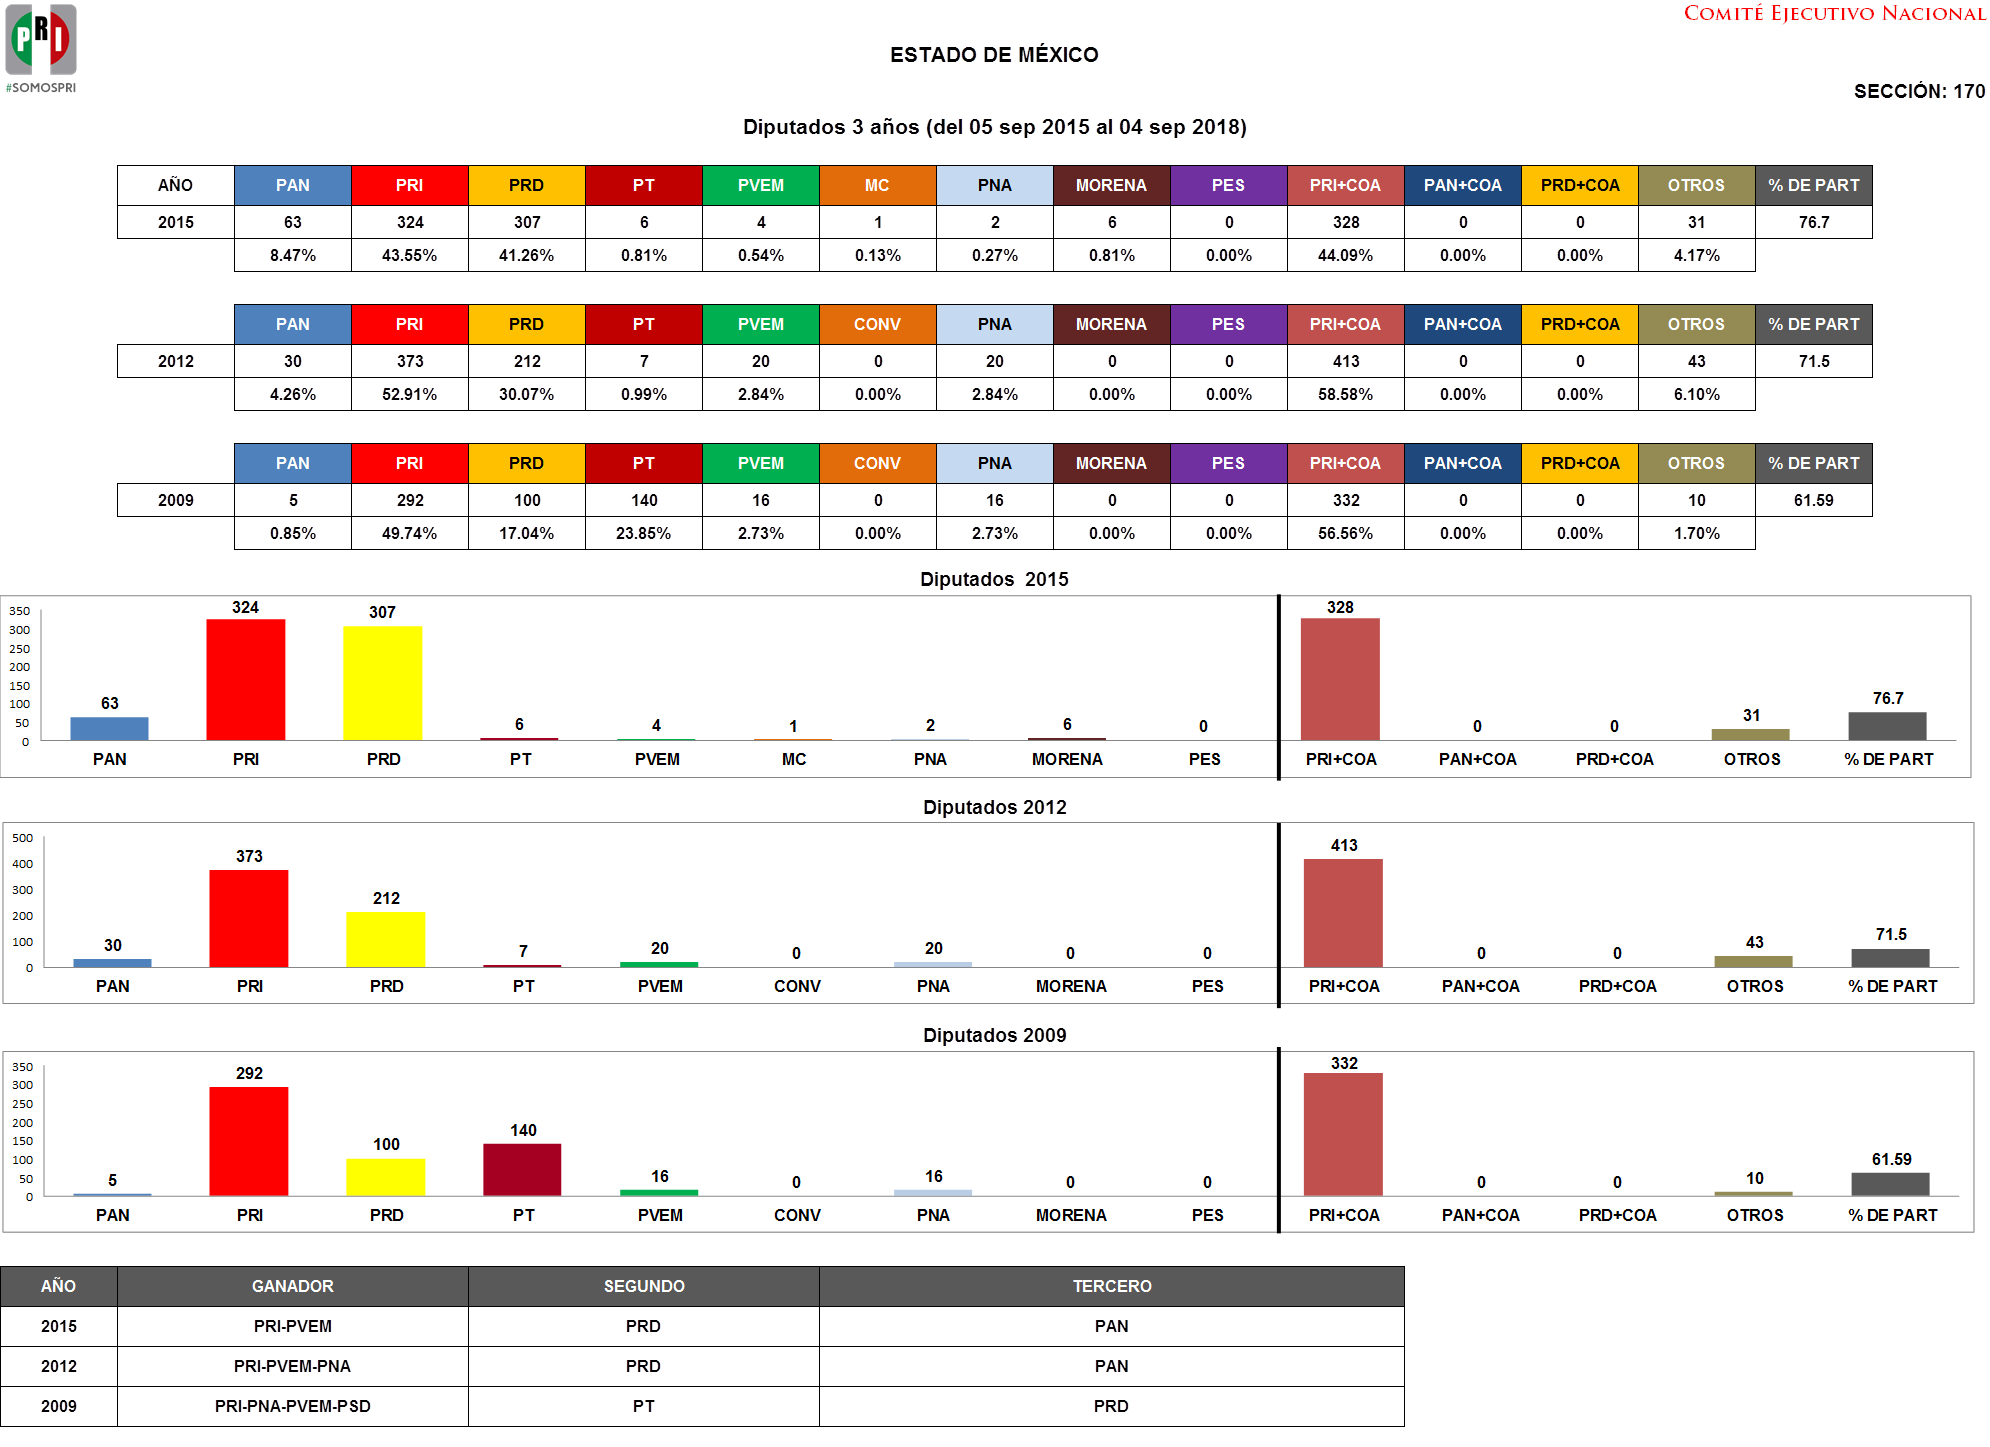 PRI
#SOMOSPRI
COMITÉ EJECUTIVO NACIONAL
ESTADO DE MÉXICO
SECCIÓN: 170
Diputados 3 años (del 05 sep 2015 al 04 sep 2018)
AÑO PAN PRI PRD PT PVEM MC PNA MORENA PES PRI+COA PAN+COA PRD+COA OTROS % DE PART
2015 63 324 307 6 4 1 2 6 0 328 0 0 31 76.7
8.47% 43.55% 41.26% 0.81% 0.54% 0.13% 0.27% 0.81% 0.00% 44.09% 0.00% 0.00% 4.17%
PAN PRI PRD PT PVEM CONV PNA MORENA PES PRI+COA PAN+COA PRD+COA OTROS % DE PART
2012 30 373 212 7 20 0 20 0 0 413 0 0 43 71.5
4.26% 52.91% 30.07% 0.99% 2.84% 0.00% 2.84% 0.00% 0.00% 58.58% 0.00% 0.00% 6.10%
PAN PRI PRD PT PVEM CONV PNA MORENA PES PRI+COA PAN+COA PRD+COA OTROS % DE PART
2009 5 292 100 140 16 0 16 0 0 332 0 0 10 61.59
0.85% 49.74% 17.04% 23.85% 2.73% 0.00% 2.73% 0.00% 0.00% 56.56% 0.00% 0.00% 1.70%
Diputados 2015
350
300
250
200
150
100
50
0
63 324 307 6 4 1 2 6 0 328 0 0 31 76.7
PAN PRI PRD PT PVEM MC PNA MORENA PES PRI+COA PAN+COA PRD+COA OTROS % DE PART
Diputados 2012
500
400
300
200
100
0
30 373 212 7 20 0 20 0 0 413 0 0 43 71.5
PAN PRI PRD PT PVEM CONV PNA MORENA PES PRI+COA PAN+COA PRD+COA OTROS % DE PART
Diputados 2009
350
300
250
200
150
100
50
0
5 292 100 140 16 0 16 0 0 332 0 0 10 61.59
PAN PRI PRD PT PVEM CONV PNA MORENA PES PRI+COA PAN+COA PRD+COA OTROS % DE PART
AÑO GANADOR SEGUNDO TERCERO
2015 PRI-PVEM PRD PAN
2012 PRI-PVEM-PNA PRD PAN
2009 PRI-PNA-PVEM-PSD PT PRD